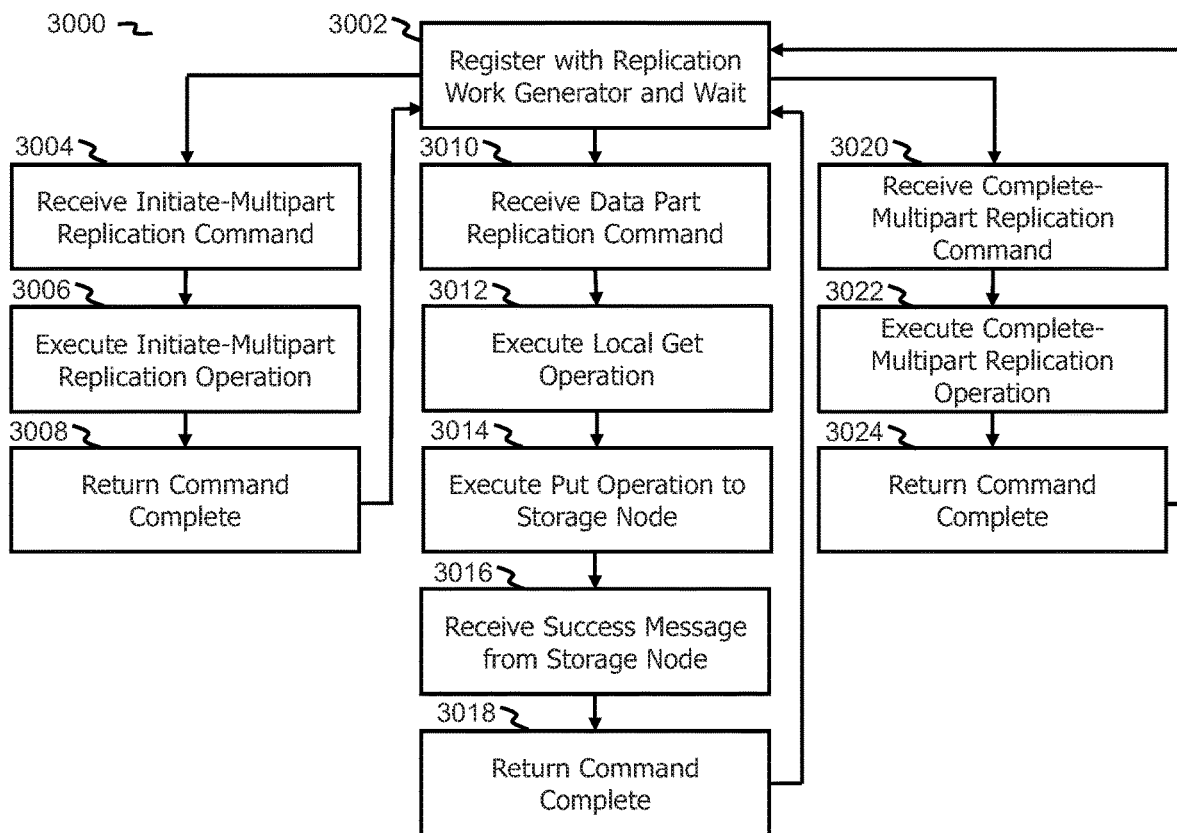 3000
3002
Register with Replication
Work Generator and Wait
3004
Receive Initiate-Multipart
Replication Command
3006
Execute Initiate-Multipart
Replication Operation
3008
Return Command
Complete
3010
Receive Data Part
Replication Command
3012
Execute Local Get
Operation
3014
Execute Put Operation to
Storage Node
3016
Receive Success Message
from Storage Node
3018
Return Command
Complete
3020
Receive Complete-
Multipart Replication
Command
3022
Execute Complete-
Multipart Replication
Operation
3024
Return Command
Complete